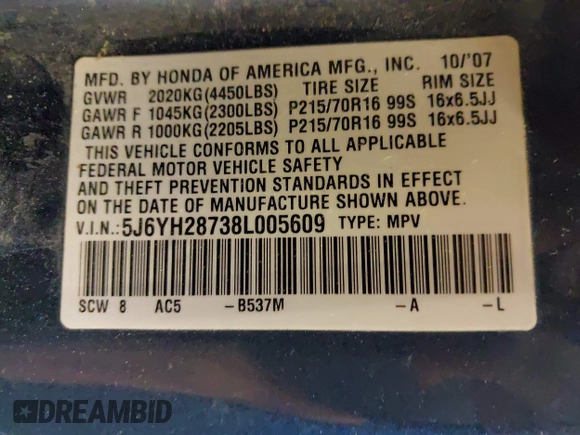 MFD. BY HONDA OF AMERICA MFG., INC. 10/'07
GVWR 2020KG(4450LBS) TIRE SIZE RIM SIZE
GAWR F 1045KG(2300LBS) P215/70R16 99S 16x6.5JJ
GAWR R 1000KG(2205LBS) P215/70R16 99S 16x6.5JJ
THIS VEHICLE CONFORMS TO ALL APPLICABLE
FEDERAL MOTOR VEHICLE SAFETY
AND THEFT PREVENTION STANDARDS IN EFFECT
ON THE DATE OF MANUFACTURE SHOWN ABOVE.
V.I.N.: 5J6YH28738L005609 TYPE: MPV
SCW 8 AC5 -B537M -A -L
DREAMBID